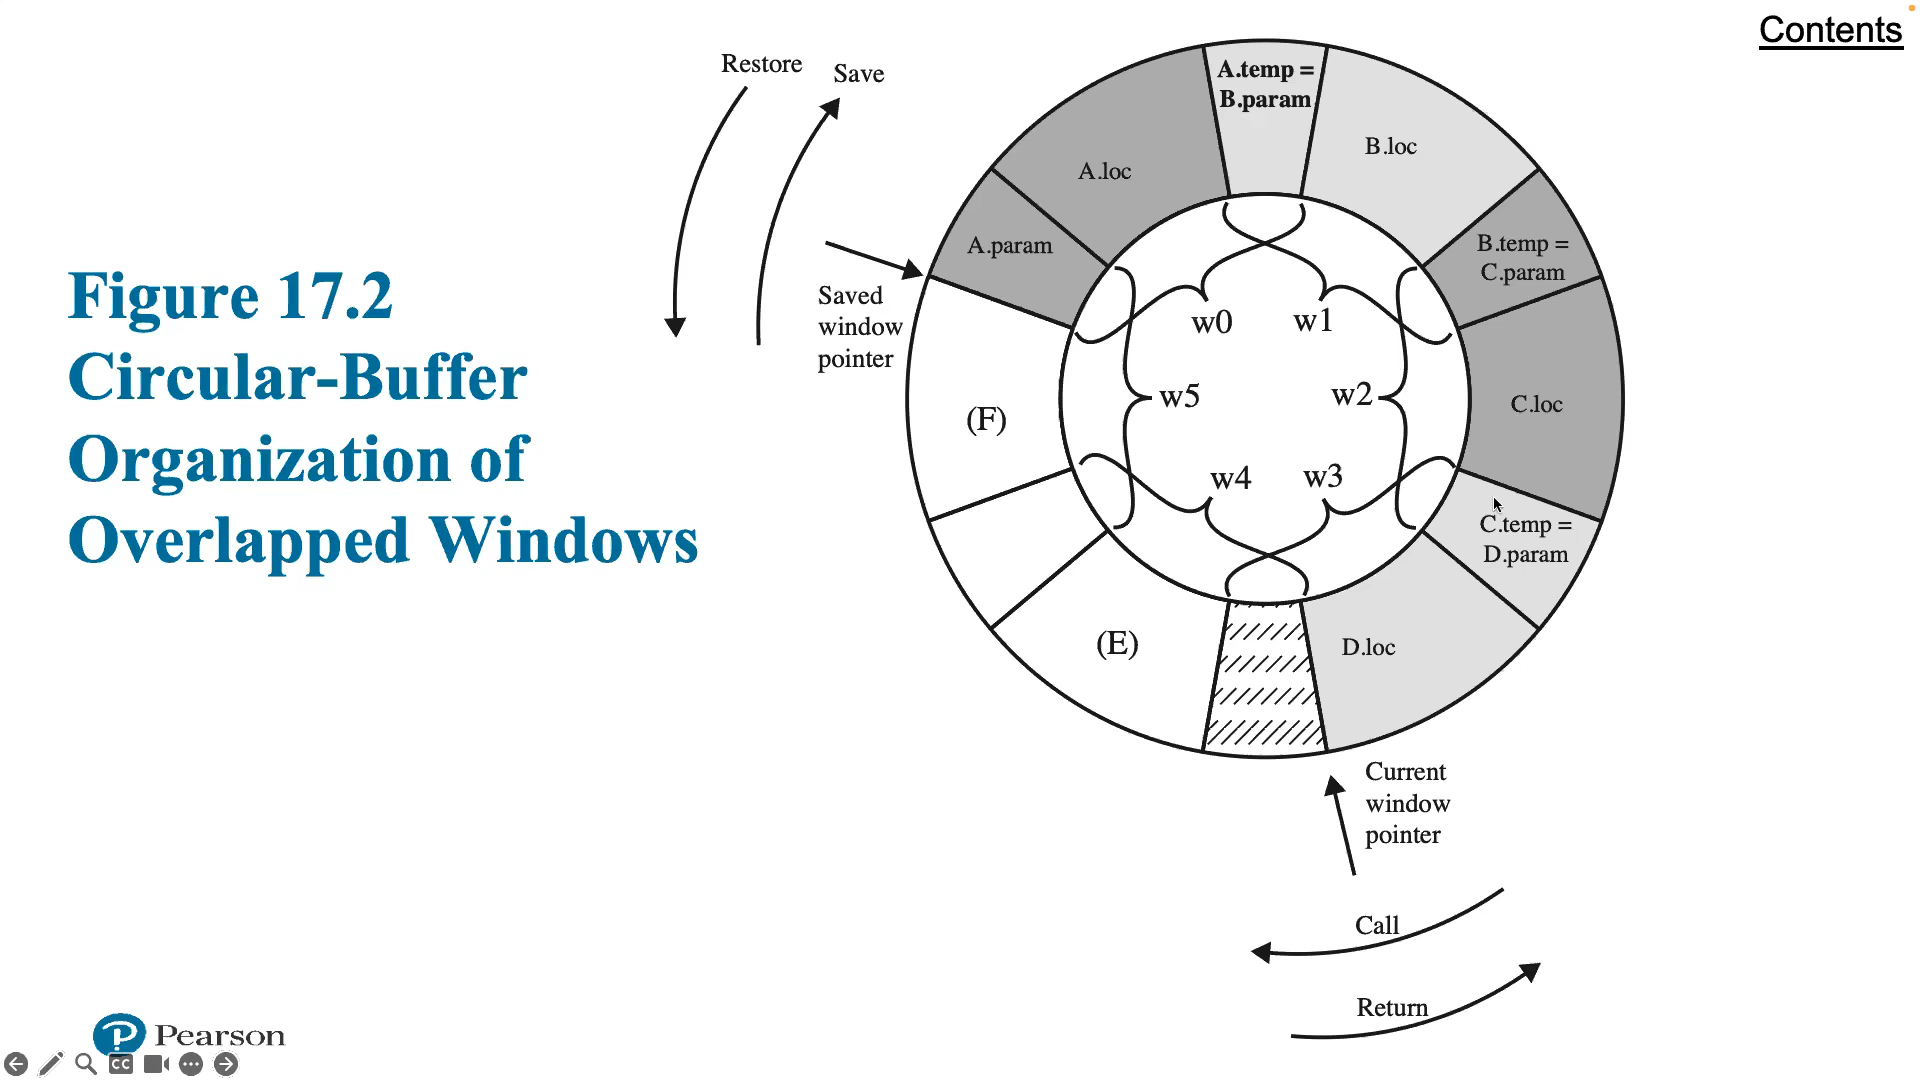 Contents
Figure 17.2
Circular-Buffer
Organization of
Overlapped Windows
Restore
Save
Saved
window
pointer
A.temp =
B.param
B.loc
A.loc
A.param
B.temp =
C.param
C.loc
C.temp =
D.param
D.loc
(E)
(F)
w0
w1
w2
w3
w4
w5
Current
window
pointer
Call
Return
P Pearson
CC